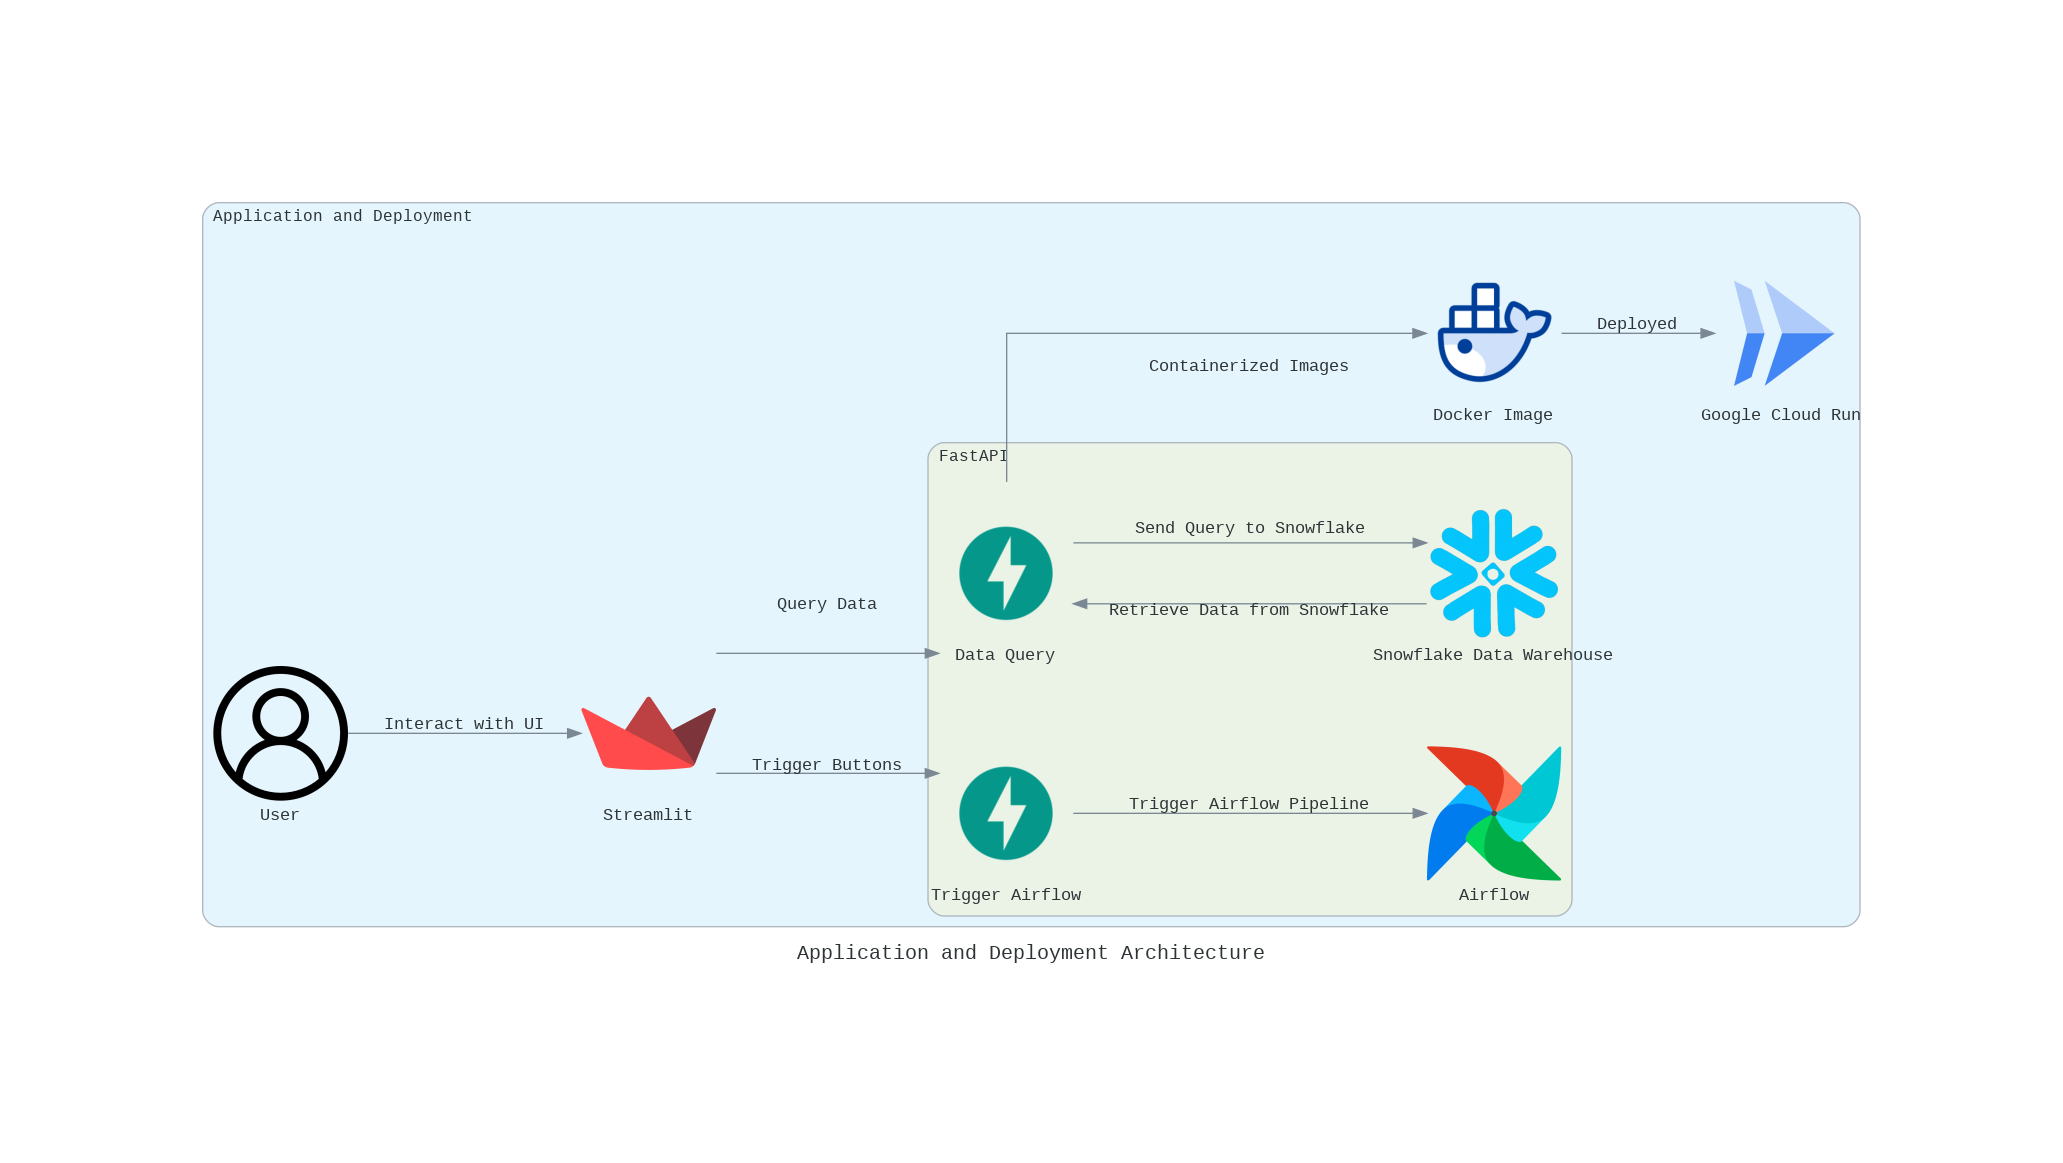 Application and Deployment
Deployed
Containerized Images
Docker Image
Google Cloud Run
FastAPI
Send Query to Snowflake
Query Data
Retrieve Data from Snowflake
Data Query
Snowflake Data Warehouse
Interact with UI
Trigger Buttons
Trigger Airflow Pipeline
User
Streamlit
Trigger Airflow
Airflow
Application and Deployment Architecture